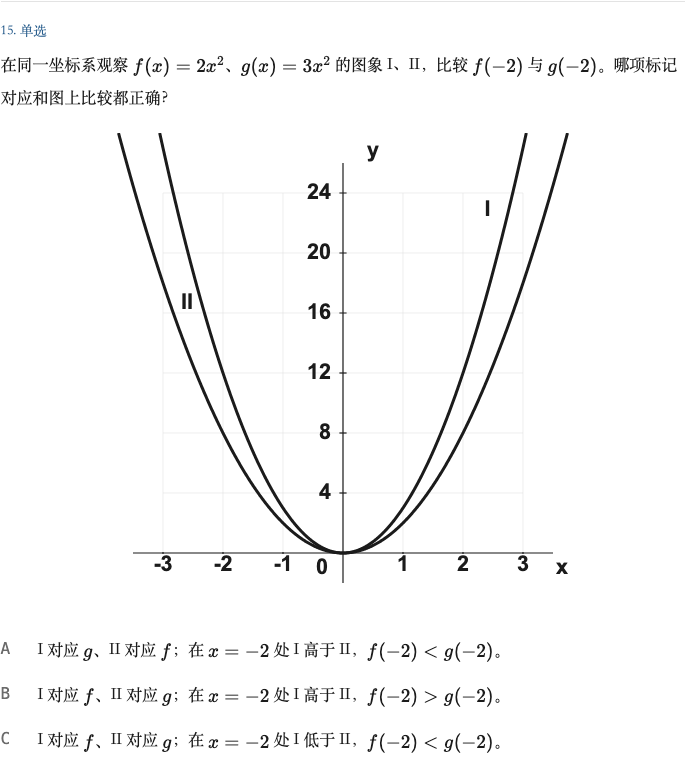 15. 单选
在同一坐标系观察 f(x) = 2x²、g(x) = 3x² 的图象 I、II，比较 f(−2) 与 g(−2)。哪项标记
对应和图上比较都正确?
y
24
I
20
II
16
12
8
4
-3 -2 -1 0 1 2 3 x
A I 对应 g、II 对应 f；在 x = −2 处 I 高于 II，f(−2) < g(−2)。
B I 对应 f、II 对应 g；在 x = −2 处 I 高于 II，f(−2) > g(−2)。
C I 对应 f、II 对应 g；在 x = −2 处 I 低于 II，f(−2) < g(−2)。